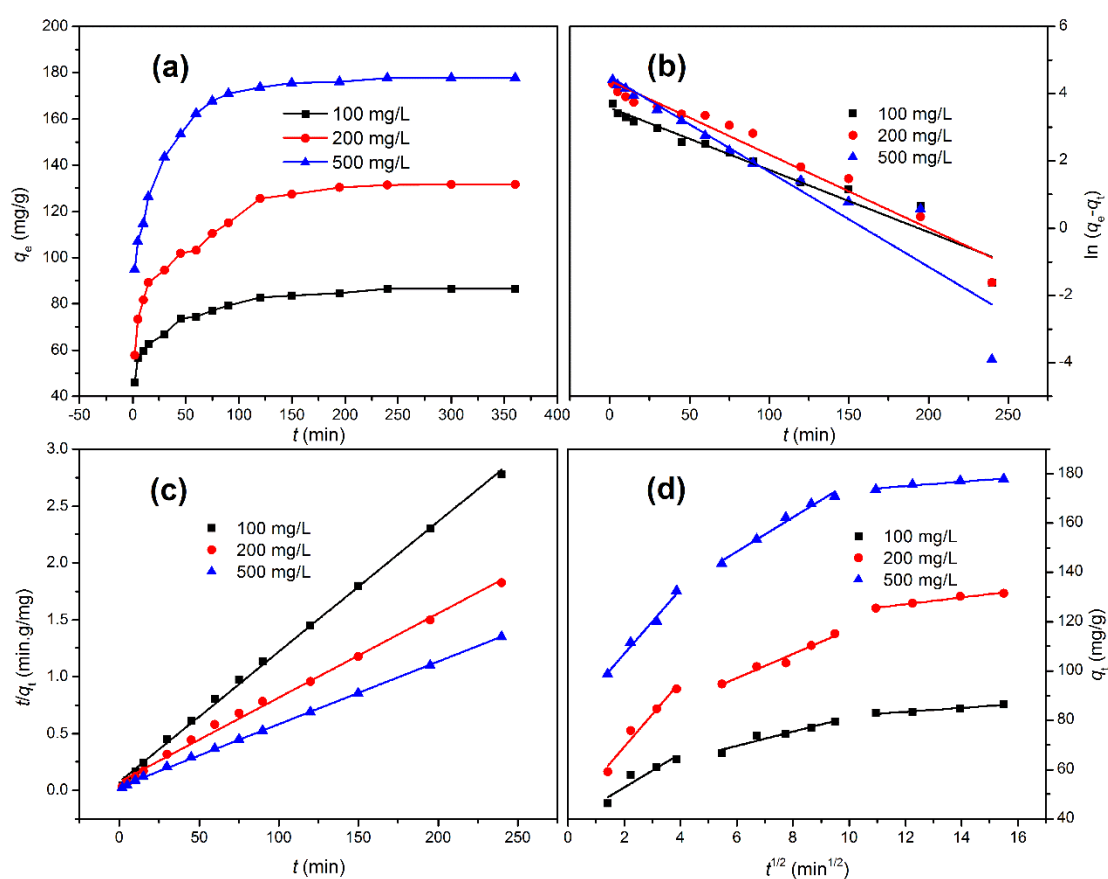 (a)
200
180
160
140
120
100
80
60
40
qe (mg/g)
-50 0 50 100 150 200 250 300 350 400
t (min)
100 mg/L
200 mg/L
500 mg/L
(b)
6
4
2
0
-2
-4
ln (qe-qt)
0 50 100 150 200 250
t (min)
100 mg/L
200 mg/L
500 mg/L
(c)
3.0
2.5
2.0
1.5
1.0
0.5
0.0
t/qt (min.g/mg)
0 50 100 150 200 250
t (min)
100 mg/L
200 mg/L
500 mg/L
(d)
180
160
140
120
100
80
60
40
qt (mg/g)
0 2 4 6 8 10 12 14 16
t1/2 (min1/2)
100 mg/L
200 mg/L
500 mg/L